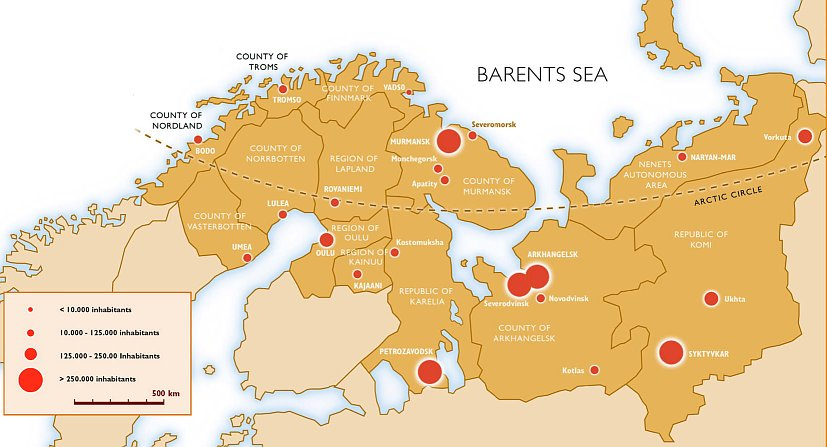 COUNTY OF
TROMS
BARENTS SEA
COUNTY OF
FINNMARK
VADSO
TROMSO
COUNTY OF
NORDLAND
Severomorsk
MURMANSK
Vorkuta
BODO
COUNTY OF
NORRBOTTEN
REGION OF
LAPLAND
Monchegorsk
NARYAN-MAR
NENETS
AUTONOMOUS
AREA
Apatity
COUNTY OF
MURMANSK
ROVANIEMI
ARCTIC CIRCLE
LULEA
COUNTY OF
VASTERBOTTEN
REGION OF
OULU
REPUBLIC OF
KOMI
UMEA
OULU
REGION OF
KAINUU
Kostomuksha
ARKHANGELSK
KAJAANI
REPUBLIC OF
KARELIA
Severodvinsk
Novodvinsk
Ukhta
COUNTY OF
ARKHANGELSK
PETROZAVODSK
SYKTYVKAR
Kotlas
< 10.000 inhabitants
10.000 - 125.000 inhabitants
125.000 - 250.00 Inhabitants
> 250.000 inhabitants
500 km